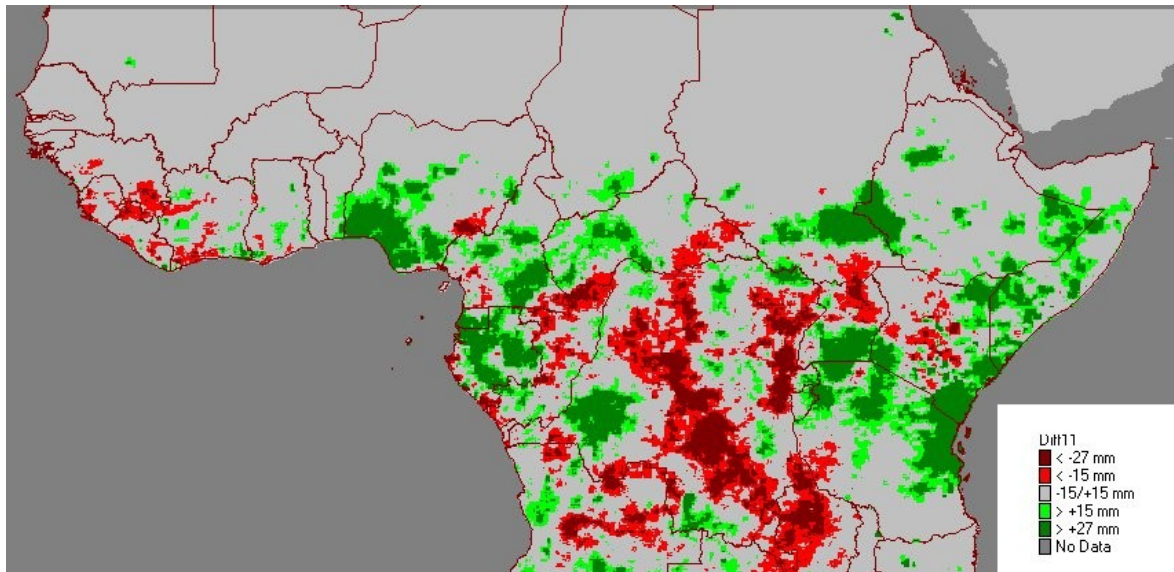 Diff11
< -27 mm
< -15 mm
-15/+15 mm
> +15 mm
> +27 mm
No Data